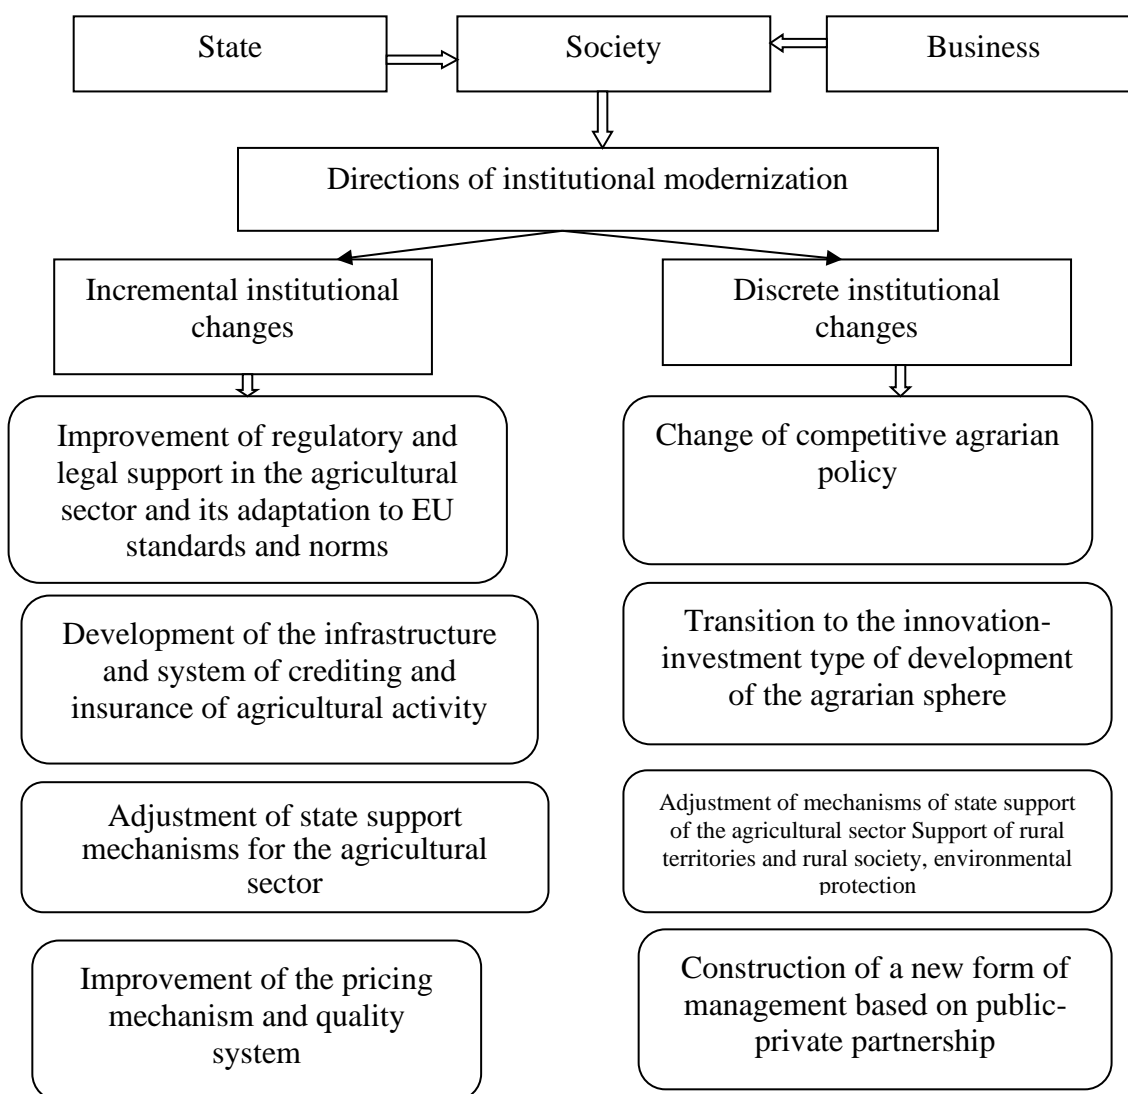 State
Society
Business
Directions of institutional modernization
Incremental institutional
changes
Discrete institutional
changes
Improvement of regulatory and
legal support in the agricultural
sector and its adaptation to EU
standards and norms
Change of competitive agrarian
policy
Development of the infrastructure
and system of crediting and
insurance of agricultural activity
Transition to the innovation-
investment type of development
of the agrarian sphere
Adjustment of state support
mechanisms for the agricultural
sector
Adjustment of mechanisms of state support
of the agricultural sector Support of rural
territories and rural society, environmental
protection
Improvement of the pricing
mechanism and quality
system
Construction of a new form of
management based on public-
private partnership